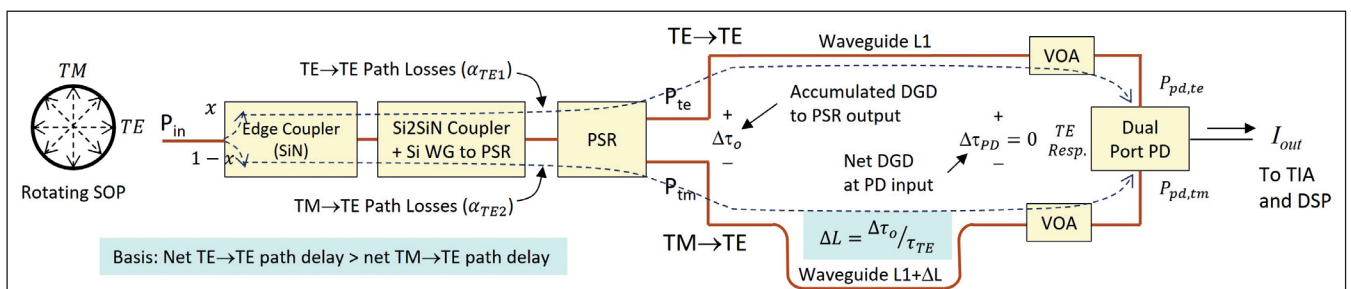 TM
TE
Rotating SOP
P_in
x
1 − x
Edge Coupler
(SiN)
TE→TE Path Losses (α_TE1)
Si2SiN Coupler
+ Si WG to PSR
TM→TE Path Losses (α_TE2)
PSR
P_te
P_tm
TE→TE
TM→TE
+
Δτ_o
−
Accumulated DGD
to PSR output
Waveguide L1
Net DGD
at PD input
+
Δτ_PD = 0
−
TE
Resp.
VOA
VOA
P_pd,te
Dual
Port PD
P_pd,tm
I_out
To TIA
and DSP
ΔL = Δτ_o/τ_TE
Waveguide L1+ΔL
Basis: Net TE→TE path delay > net TM→TE path delay